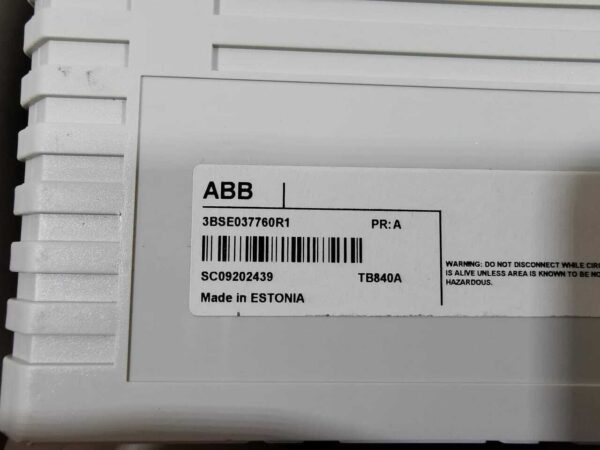 ABB
3BSE037760R1 PR: A
SC09202439 TB840A
Made in ESTONIA
WARNING: DO NOT DISCONNECT WHILE CIR
IS ALIVE UNLESS AREA IS KNOWN TO BE NO
HAZARDOUS.